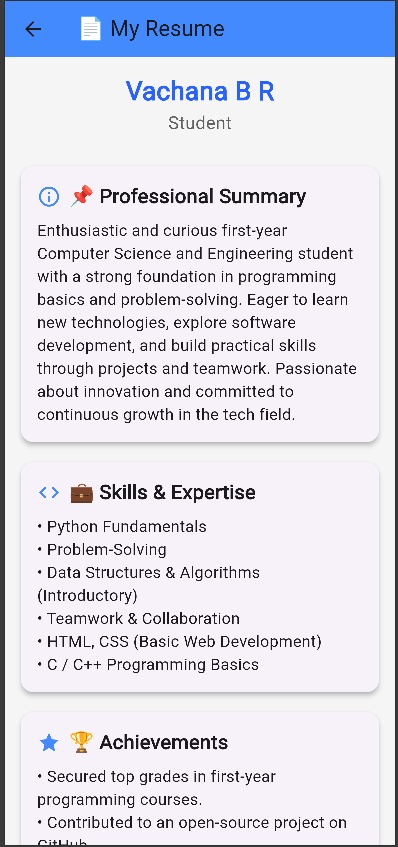 My Resume
Vachana B R
Student
Professional Summary
Enthusiastic and curious first-year
Computer Science and Engineering student
with a strong foundation in programming
basics and problem-solving. Eager to learn
new technologies, explore software
development, and build practical skills
through projects and teamwork. Passionate
about innovation and committed to
continuous growth in the tech field.
Skills & Expertise
• Python Fundamentals
• Problem-Solving
• Data Structures & Algorithms
(Introductory)
• Teamwork & Collaboration
• HTML, CSS (Basic Web Development)
• C / C++ Programming Basics
Achievements
• Secured top grades in first-year
programming courses.
• Contributed to an open-source project on
GitHub